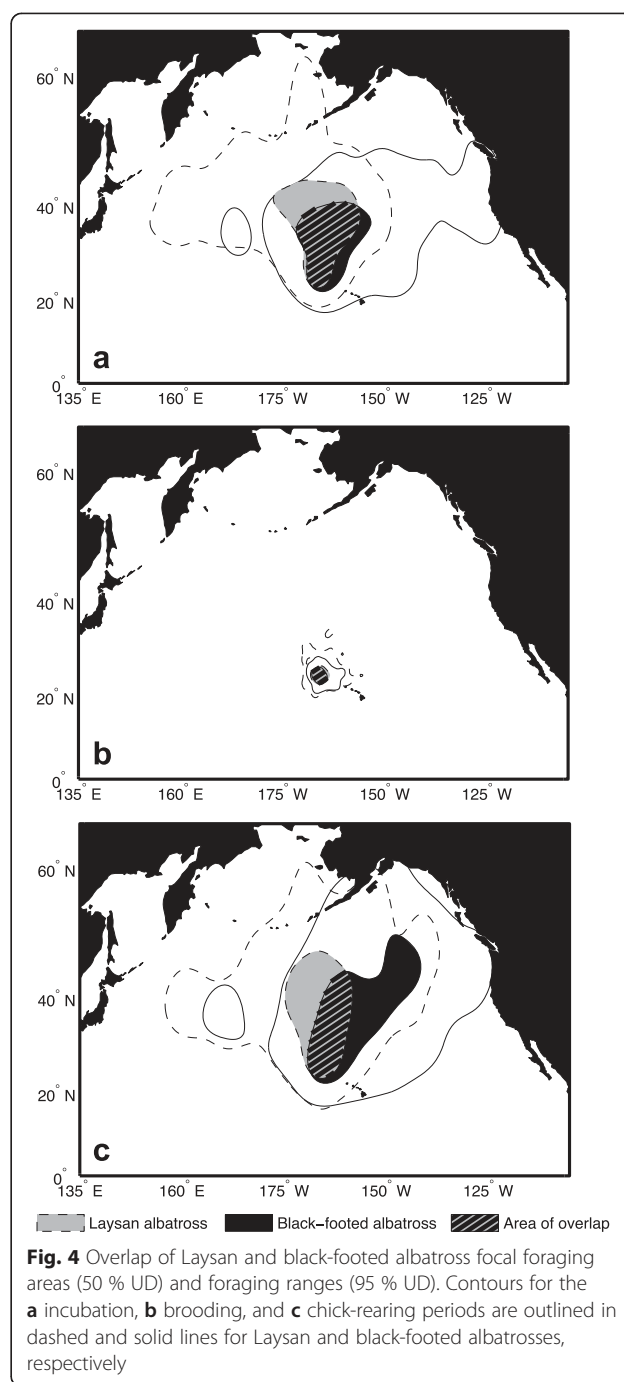 60° N
40° N
20° N
0°
a
135° E 160° E 175° W 150° W 125° W
60° N
40° N
20° N
0°
b
135° E 160° E 175° W 150° W 125° W
60° N
40° N
20° N
0°
c
135° E 160° E 175° W 150° W 125° W
Laysan albatross Black-footed albatross Area of overlap
Fig. 4 Overlap of Laysan and black-footed albatross focal foraging
areas (50 % UD) and foraging ranges (95 % UD). Contours for the
a incubation, b brooding, and c chick-rearing periods are outlined in
dashed and solid lines for Laysan and black-footed albatrosses,
respectively